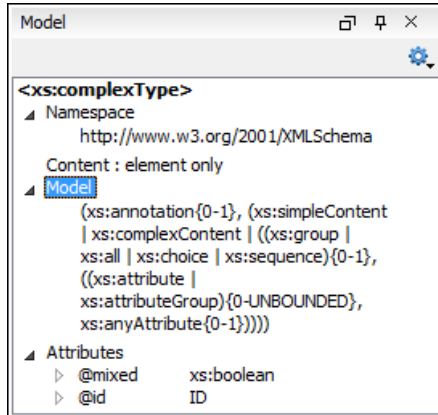 Model
<xs:complexType>
Namespace
http://www.w3.org/2001/XMLSchema
Content : element only
Model
(xs:annotation{0-1}, (xs:simpleContent
| xs:complexContent | ((xs:group |
xs:all | xs:choice | xs:sequence){0-1},
((xs:attribute |
xs:attributeGroup){0-UNBOUNDED},
xs:anyAttribute{0-1}))))
Attributes
@mixed xs:boolean
@id ID